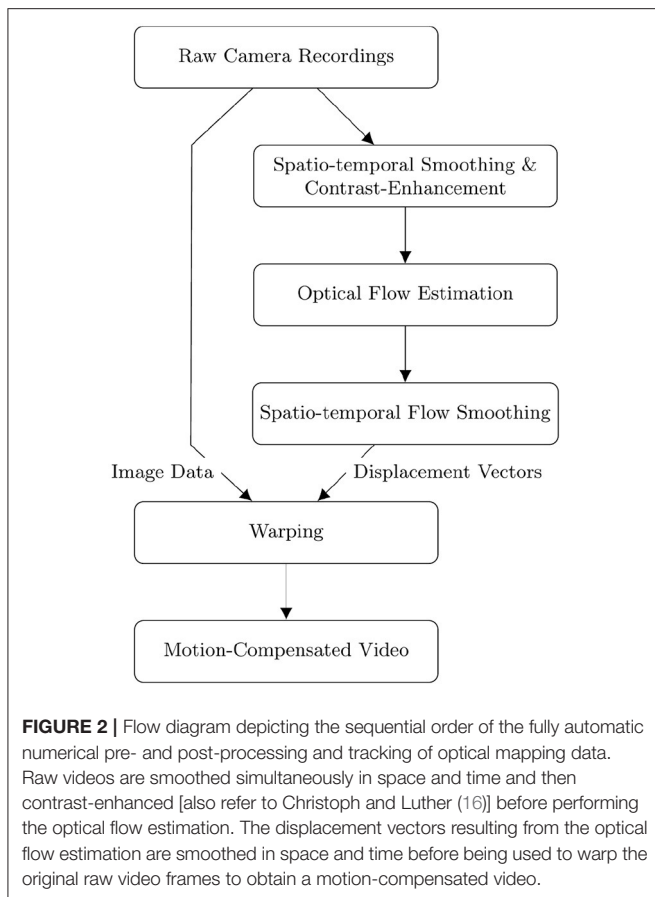 Raw Camera Recordings
Spatio-temporal Smoothing &
Contrast-Enhancement
Optical Flow Estimation
Spatio-temporal Flow Smoothing
Image Data
Displacement Vectors
Warping
Motion-Compensated Video
FIGURE 2 | Flow diagram depicting the sequential order of the fully automatic
numerical pre- and post-processing and tracking of optical mapping data.
Raw videos are smoothed simultaneously in space and time and then
contrast-enhanced [also refer to Christoph and Luther (16)] before performing
the optical flow estimation. The displacement vectors resulting from the optical
flow estimation are smoothed in space and time before being used to warp the
original raw video frames to obtain a motion-compensated video.